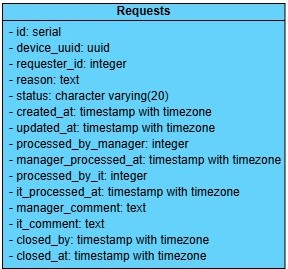 Requests
- id: serial
- device_uuid: uuid
- requester_id: integer
- reason: text
- status: character varying(20)
- created_at: timestamp with timezone
- updated_at: timestamp with timezone
- processed_by_manager: integer
- manager_processed_at: timestamp with timezone
- processed_by_it: integer
- it_processed_at: timestamp with timezone
- manager_comment: text
- it_comment: text
- closed_by: timestamp with timezone
- closed_at: timestamp with timezone